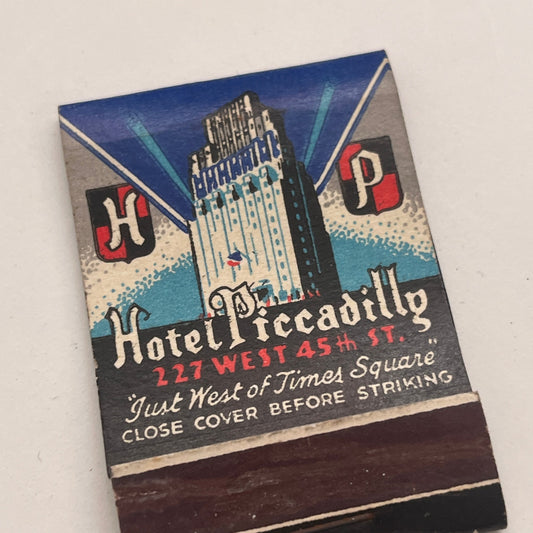 H P
Hotel Piccadilly
227 WEST 45th ST.
"Just West of Times Square"
CLOSE COVER BEFORE STRIKING